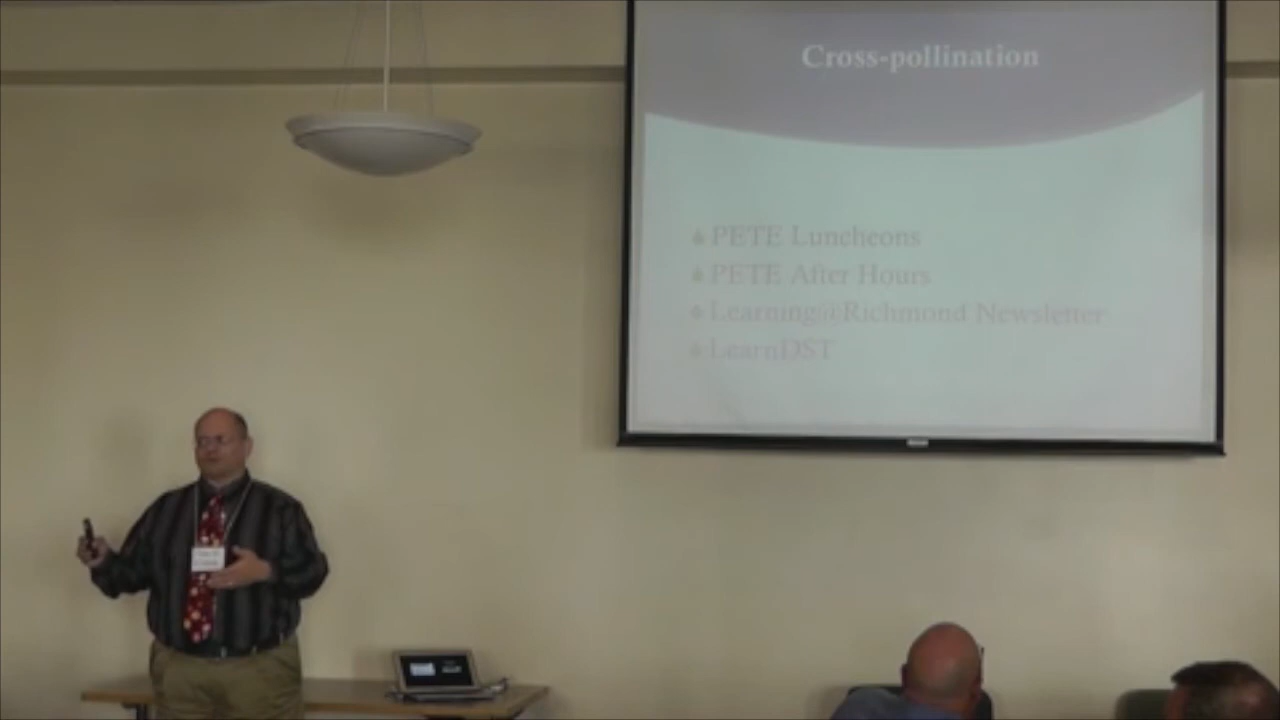 Cross-pollination
PETE Luncheons
PETE After Hours
Learning@Richmond Newsletter
LearnDST